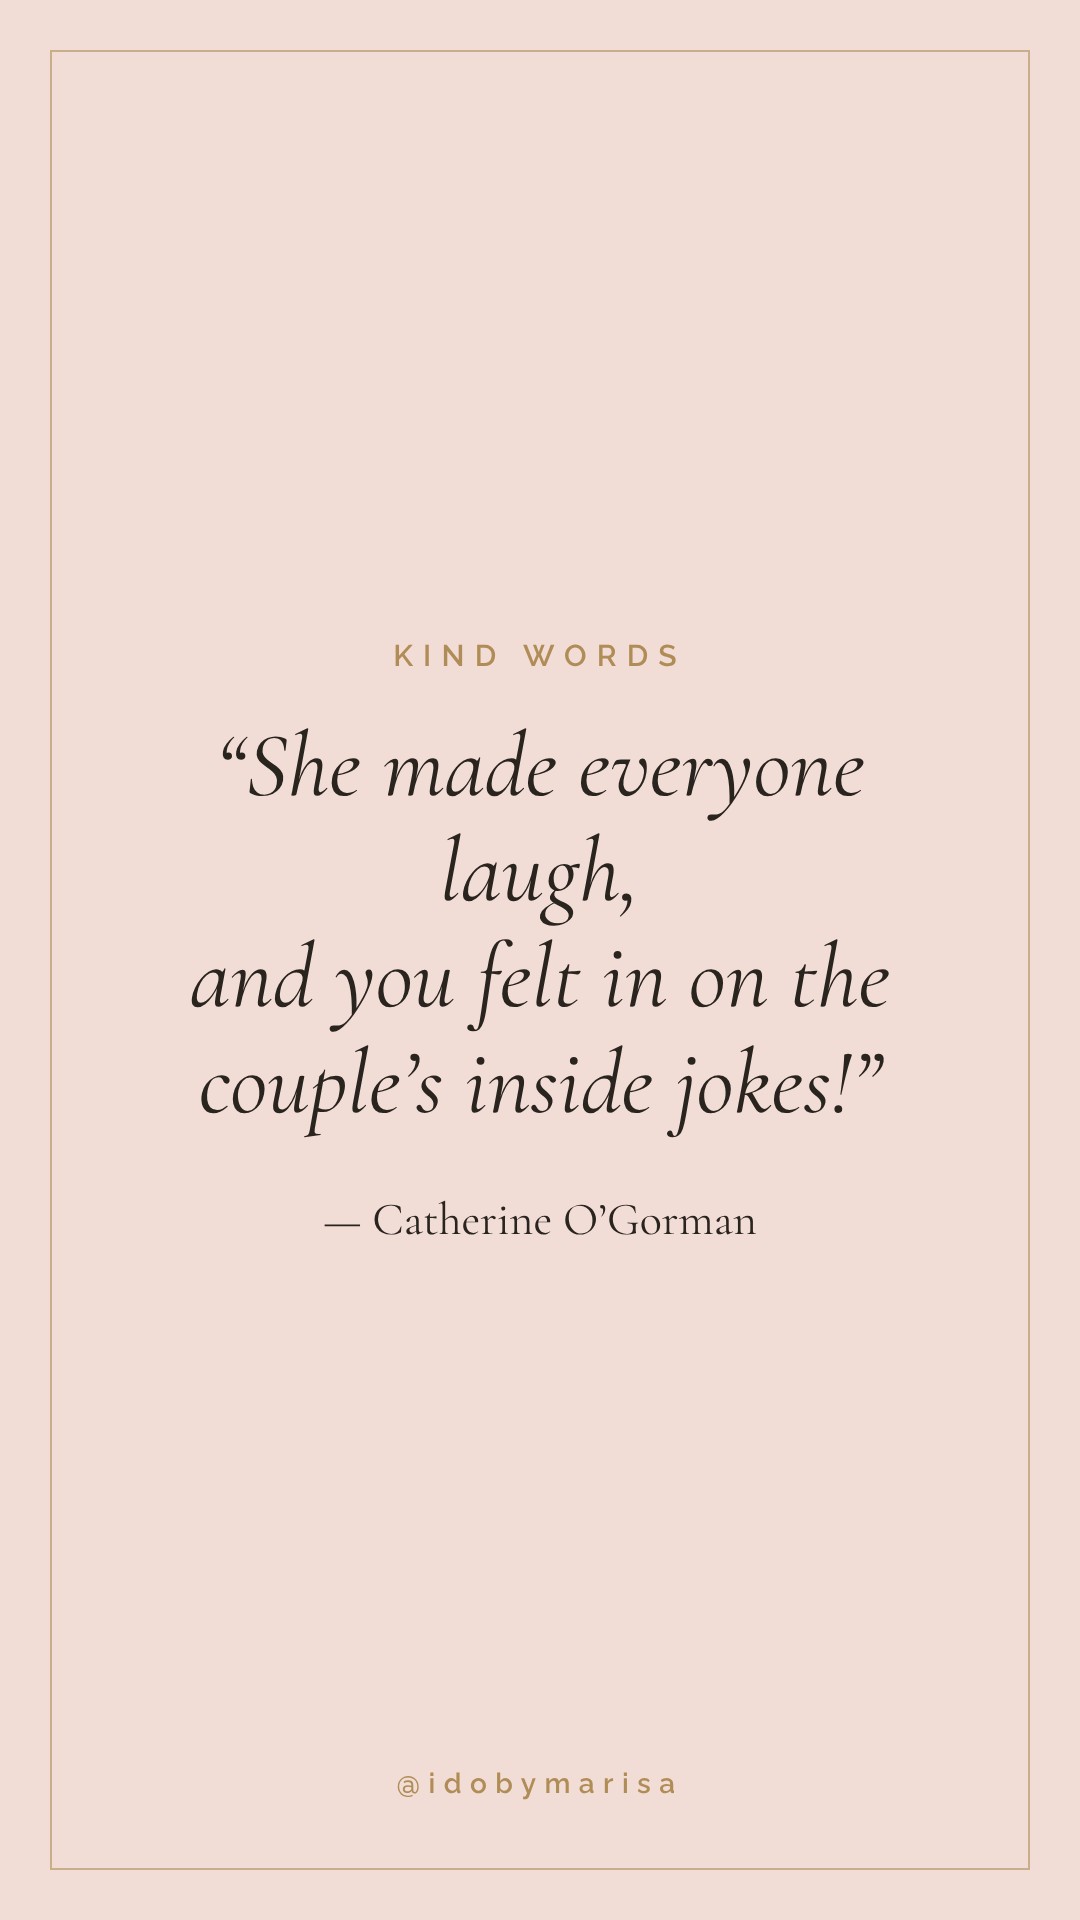 KIND WORDS
“She made everyone
laugh,
and you felt in on the
couple’s inside jokes!”
— Catherine O’Gorman
@idobymarisa